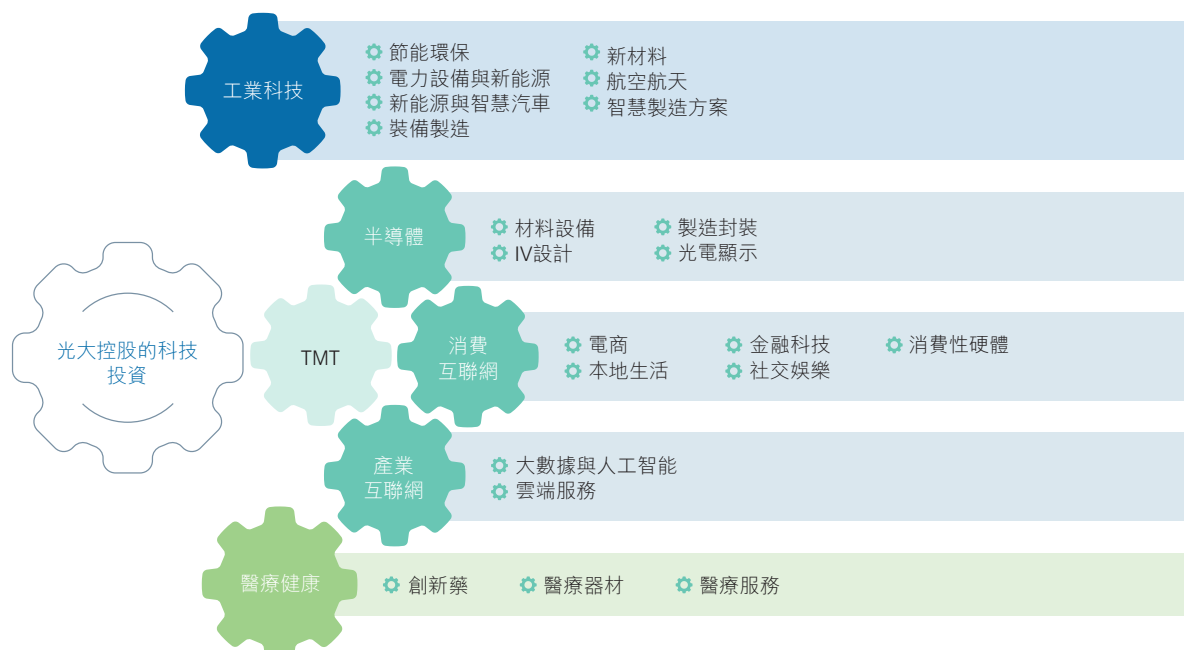 工業科技
節能環保
電力設備與新能源
新能源與智慧汽車
裝備製造
新材料
航空航天
智慧製造方案
半導體
材料設備
IV設計
製造封裝
光電顯示
光大控股的科技
投資
TMT
消費
互聯網
電商
本地生活
金融科技
社交娛樂
消費性硬體
產業
互聯網
大數據與人工智能
雲端服務
醫療健康
創新藥
醫療器材
醫療服務